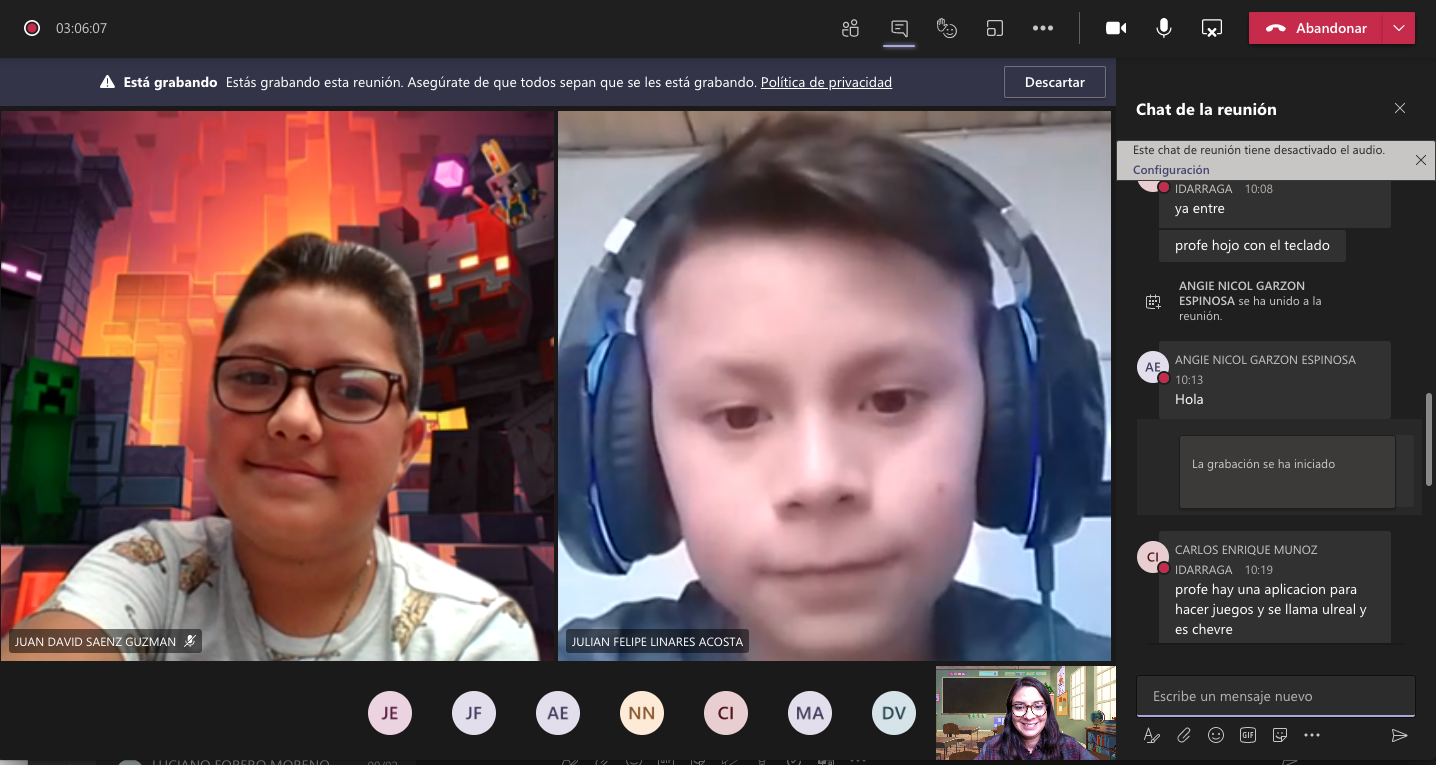 03:06:07
Abandonar
Está grabando Estás grabando esta reunión. Asegúrate de que todos sepan que se les está grabando. Política de privacidad
Descartar
Chat de la reunión
Este chat de reunión tiene desactivado el audio.
Configuración
IDARRAGA 10:08
ya entre
profe hojo con el teclado
ANGIE NICOL GARZON
ESPINOSA se ha unido a la
reunión.
AE
ANGIE NICOL GARZON ESPINOSA
10:13
Hola
La grabación se ha iniciado
CI
CARLOS ENRIQUE MUNOZ
IDARRAGA 10:19
profe hay una aplicacion para
hacer juegos y se llama ulreal y
es chevre
JUAN DAVID SAENZ GUZMAN
JULIAN FELIPE LINARES ACOSTA
JE
JF
AE
NN
CI
MA
DV
Escribe un mensaje nuevo
GIF
LUCIANO FORERO MORENO